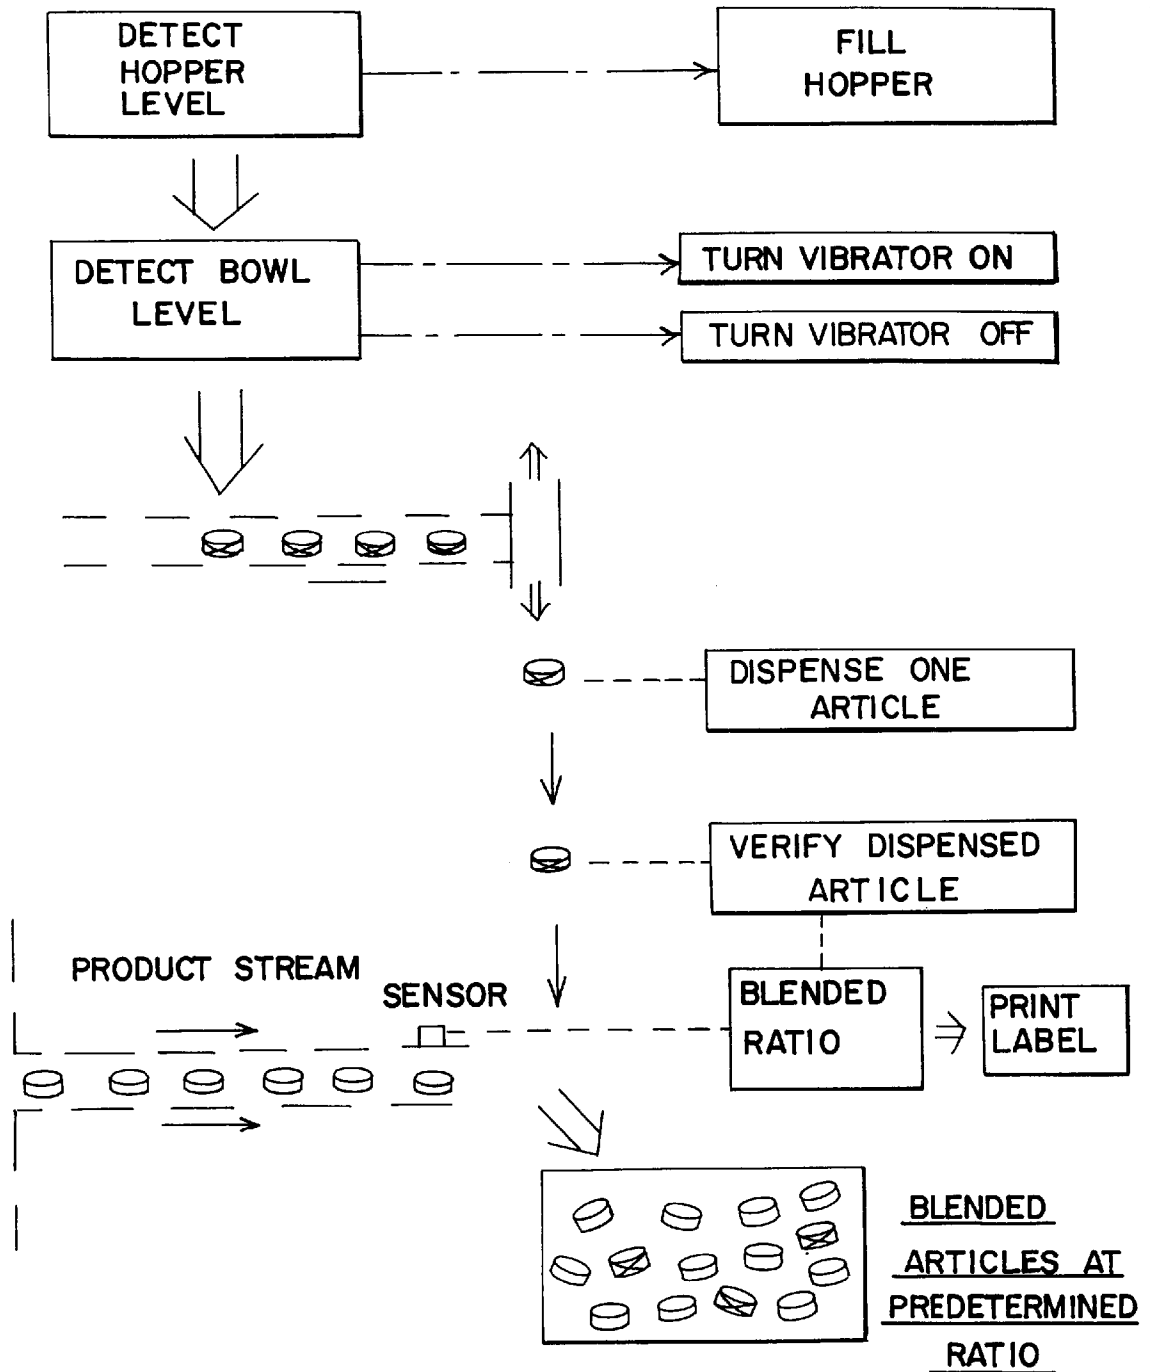 DETECT
HOPPER
LEVEL
FILL
HOPPER
DETECT BOWL
LEVEL
TURN VIBRATOR ON
TURN VIBRATOR OFF
DISPENSE ONE
ARTICLE
VERIFY DISPENSED
ARTICLE
PRODUCT STREAM
SENSOR
BLENDED
RATIO
PRINT
LABEL
BLENDED
ARTICLES AT
PREDETERMINED
RATIO